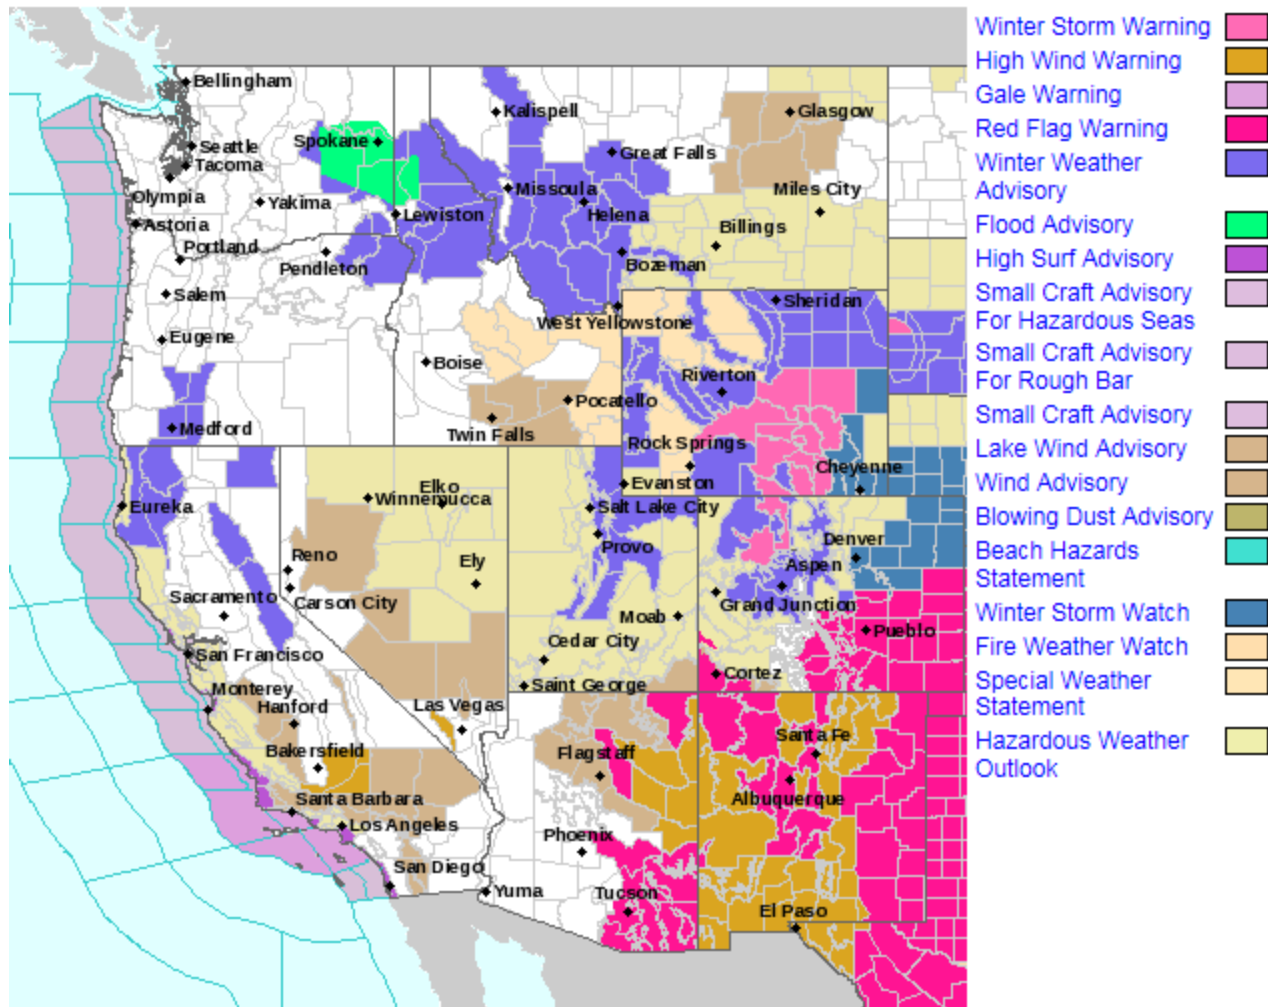 Bellingham
Seattle
Tacoma
Olympia
Astoria
Portland
Salem
Eugene
Medford
Yakima
Pendleton
Spokane
Lewiston
Kalispell
Missoula
Great Falls
Helena
Bozeman
West Yellowstone
Glasgow
Miles City
Billings
Boise
Pocatello
Twin Falls
Sheridan
Riverton
Rock Springs
Evanston
Cheyenne
Eureka
Elko
Winnemucca
Reno
Ely
Carson City
Sacramento
San Francisco
Monterey
Hanford
Bakersfield
Santa Barbara
Los Angeles
San Diego
Las Vegas
Salt Lake City
Provo
Moab
Cedar City
Saint George
Denver
Aspen
Grand Junction
Pueblo
Cortez
Flagstaff
Phoenix
Yuma
Tucson
Santa Fe
Albuquerque
El Paso
Winter Storm Warning
High Wind Warning
Gale Warning
Red Flag Warning
Winter Weather
Advisory
Flood Advisory
High Surf Advisory
Small Craft Advisory
For Hazardous Seas
Small Craft Advisory
For Rough Bar
Small Craft Advisory
Lake Wind Advisory
Wind Advisory
Blowing Dust Advisory
Beach Hazards
Statement
Winter Storm Watch
Fire Weather Watch
Special Weather
Statement
Hazardous Weather
Outlook